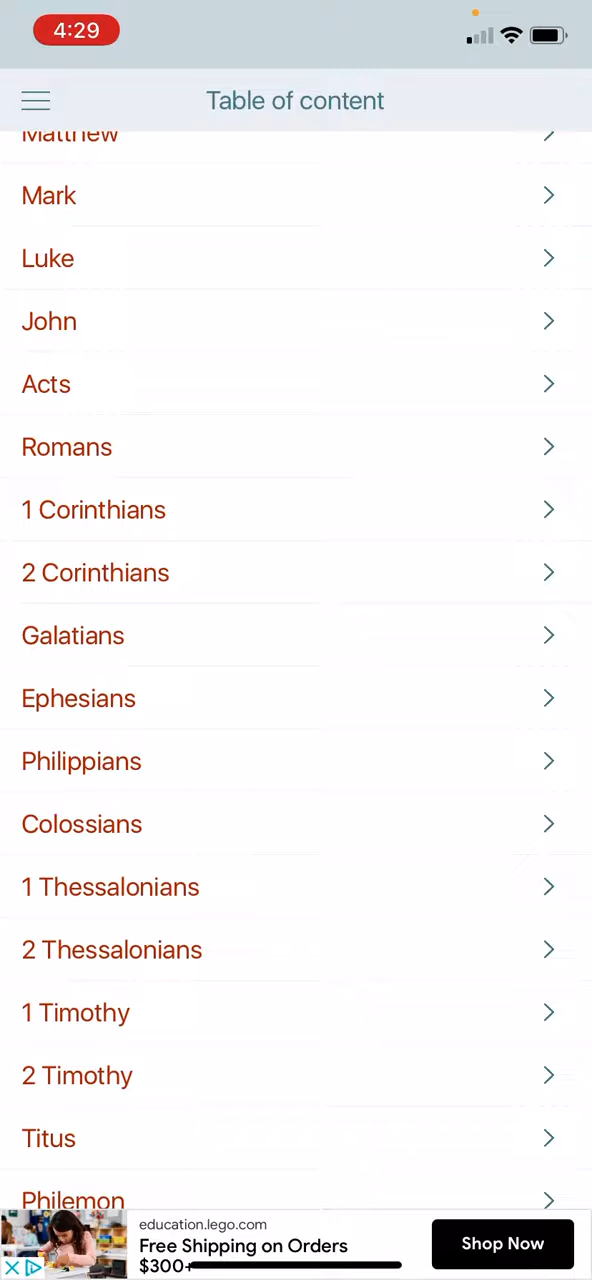 4:29
Table of content
Matthew
Mark
Luke
John
Acts
Romans
1 Corinthians
2 Corinthians
Galatians
Ephesians
Philippians
Colossians
1 Thessalonians
2 Thessalonians
1 Timothy
2 Timothy
Titus
Philemon
education.lego.com
Free Shipping on Orders
$300+
Shop Now